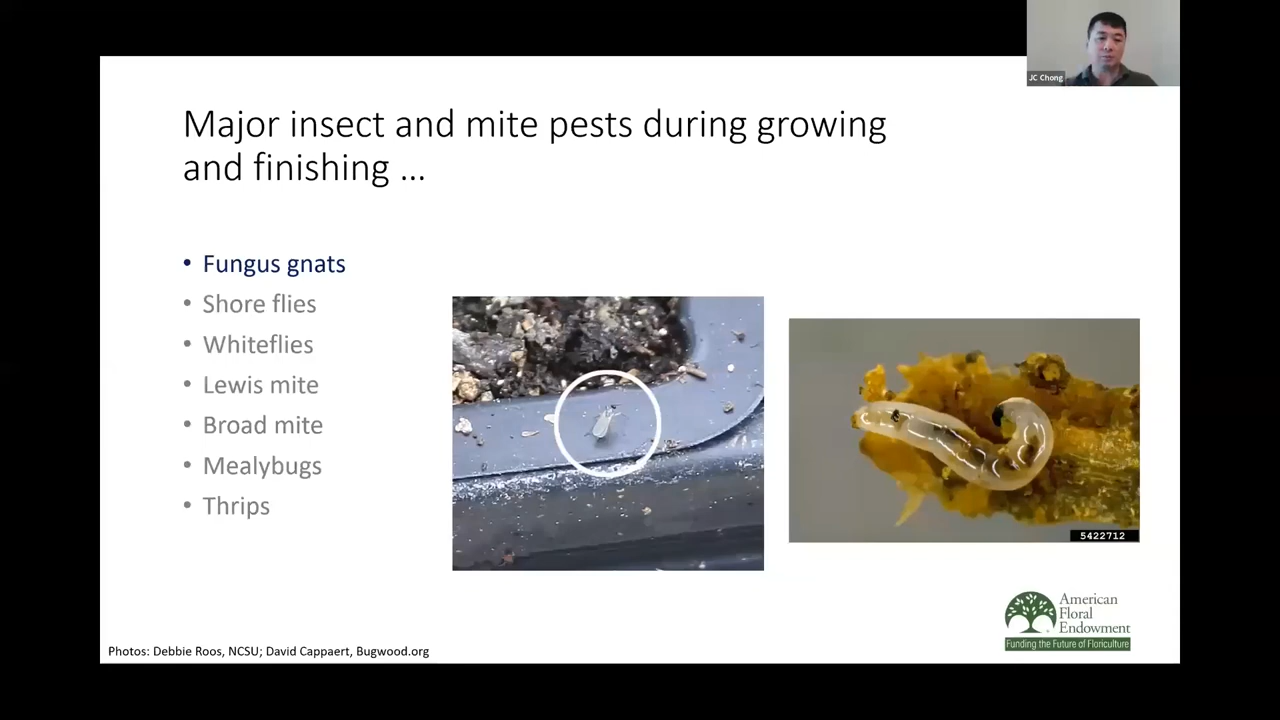 JC Chong
Major insect and mite pests during growing
and finishing ...
• Fungus gnats
• Shore flies
• Whiteflies
• Lewis mite
• Broad mite
• Mealybugs
• Thrips
5422712
American
Floral
Endowment
Funding the Future of Floriculture
Photos: Debbie Roos, NCSU; David Cappaert, Bugwood.org